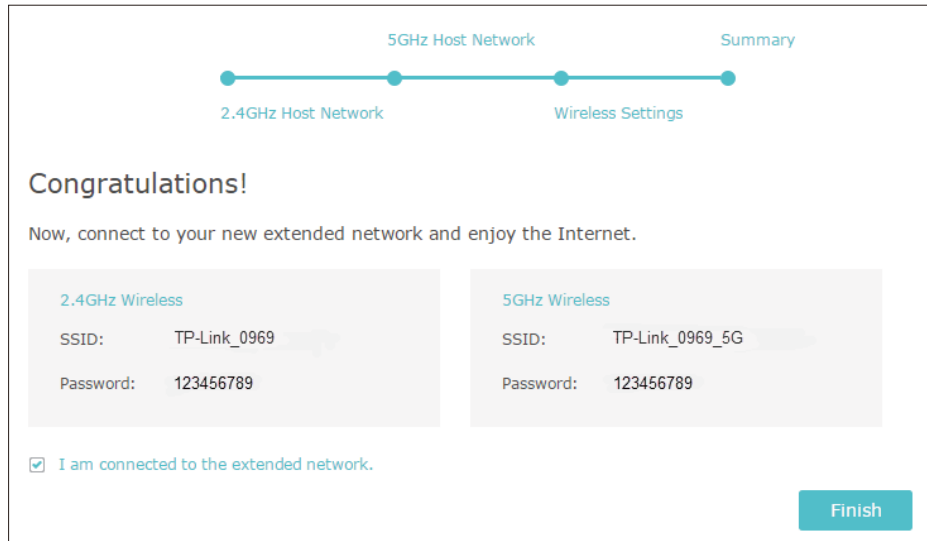 5GHz Host Network Summary
2.4GHz Host Network Wireless Settings
Congratulations!
Now, connect to your new extended network and enjoy the Internet.
2.4GHz Wireless
SSID: TP-Link_0969
Password: 123456789
5GHz Wireless
SSID: TP-Link_0969_5G
Password: 123456789
I am connected to the extended network.
Finish